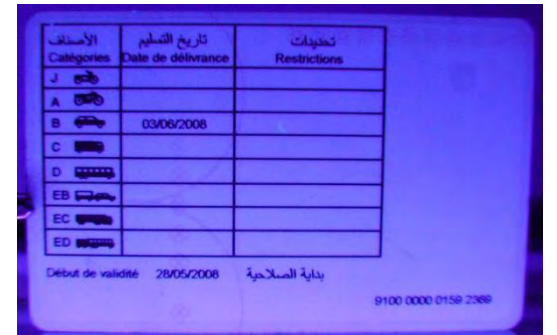 الأصناف تاريخ التسليم تحديدات
Catégories Date de délivrance Restrictions
J
A
B 03/06/2008
C
D
EB
EC
ED
Début de validité 28/05/2008 بداية الصلاحية
9100 0000 0159 2369